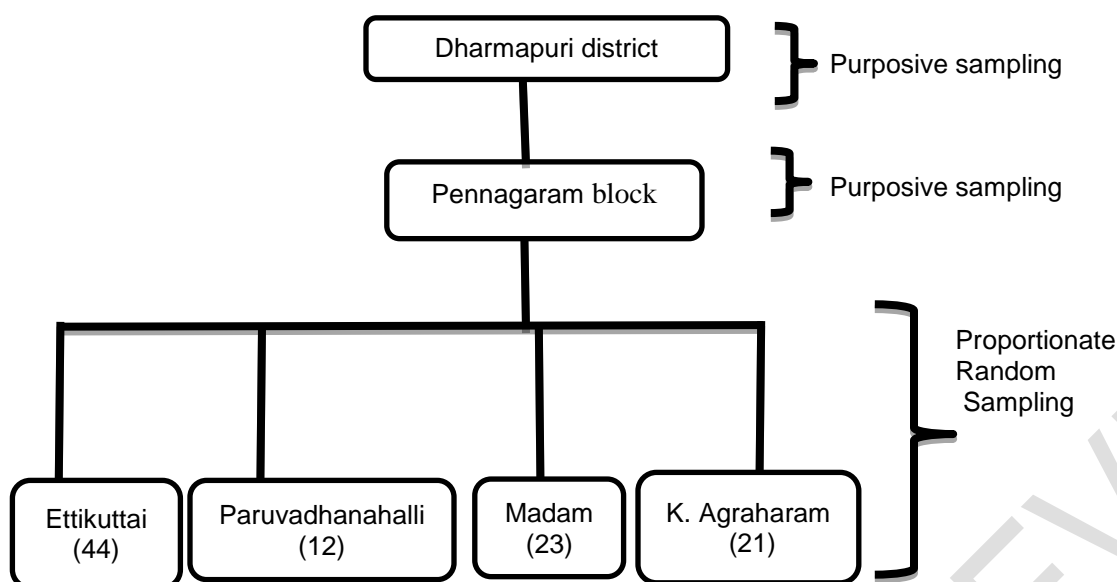 Dharmapuri district
Purposive sampling
Pennagaram block
Purposive sampling
Proportionate
Random
Sampling
Ettikuttai
(44)
Paruvadhanahalli
(12)
Madam
(23)
K. Agraharam
(21)